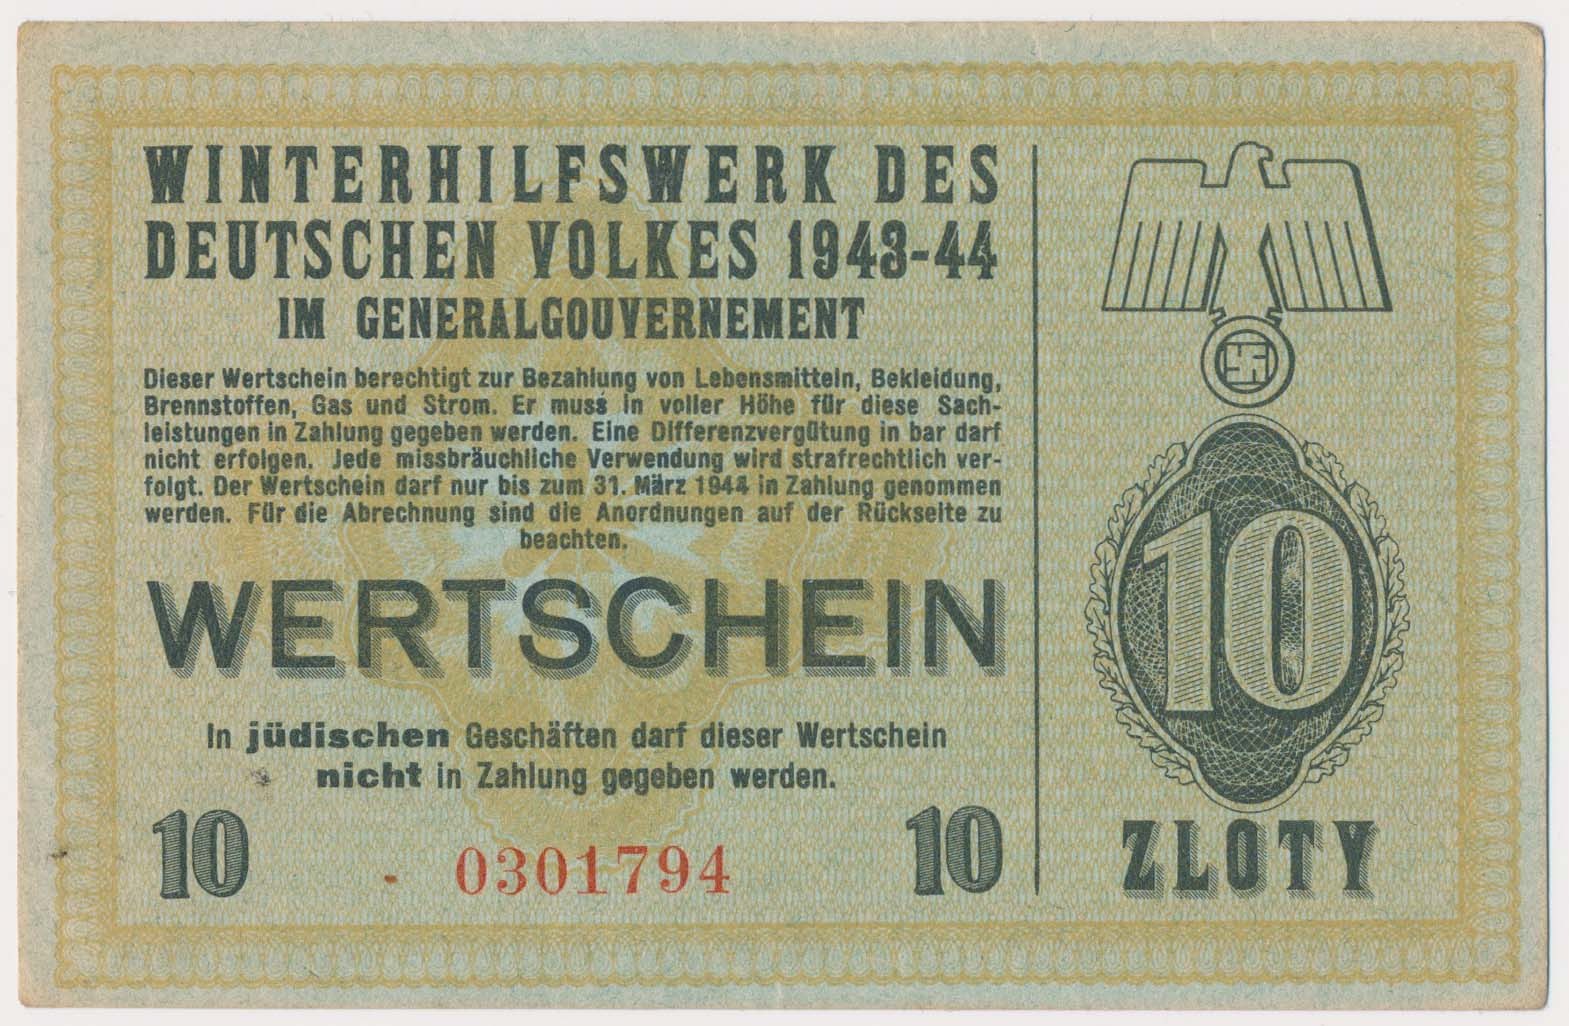 WINTERHILFSWERK DES
DEUTSCHEN VOLKES 1943-44
IM GENERALGOUVERNEMENT
Dieser Wertschein berechtigt zur Bezahlung von Lebensmitteln, Bekleidung,
Brennstoffen, Gas und Strom. Er muss in voller Höhe für diese Sach-
leistungen in Zahlung gegeben werden. Eine Differenzvergütung in bar darf
nicht erfolgen. Jede missbräuchliche Verwendung wird strafrechtlich ver-
folgt. Der Wertschein darf nur bis zum 31. März 1944 in Zahlung genommen
werden. Für die Abrechnung sind die Anordnungen auf der Rückseite zu
beachten.
WERTSCHEIN
In jüdischen Geschäften darf dieser Wertschein
nicht in Zahlung gegeben werden.
10 0301794 10
10
ZLOTY